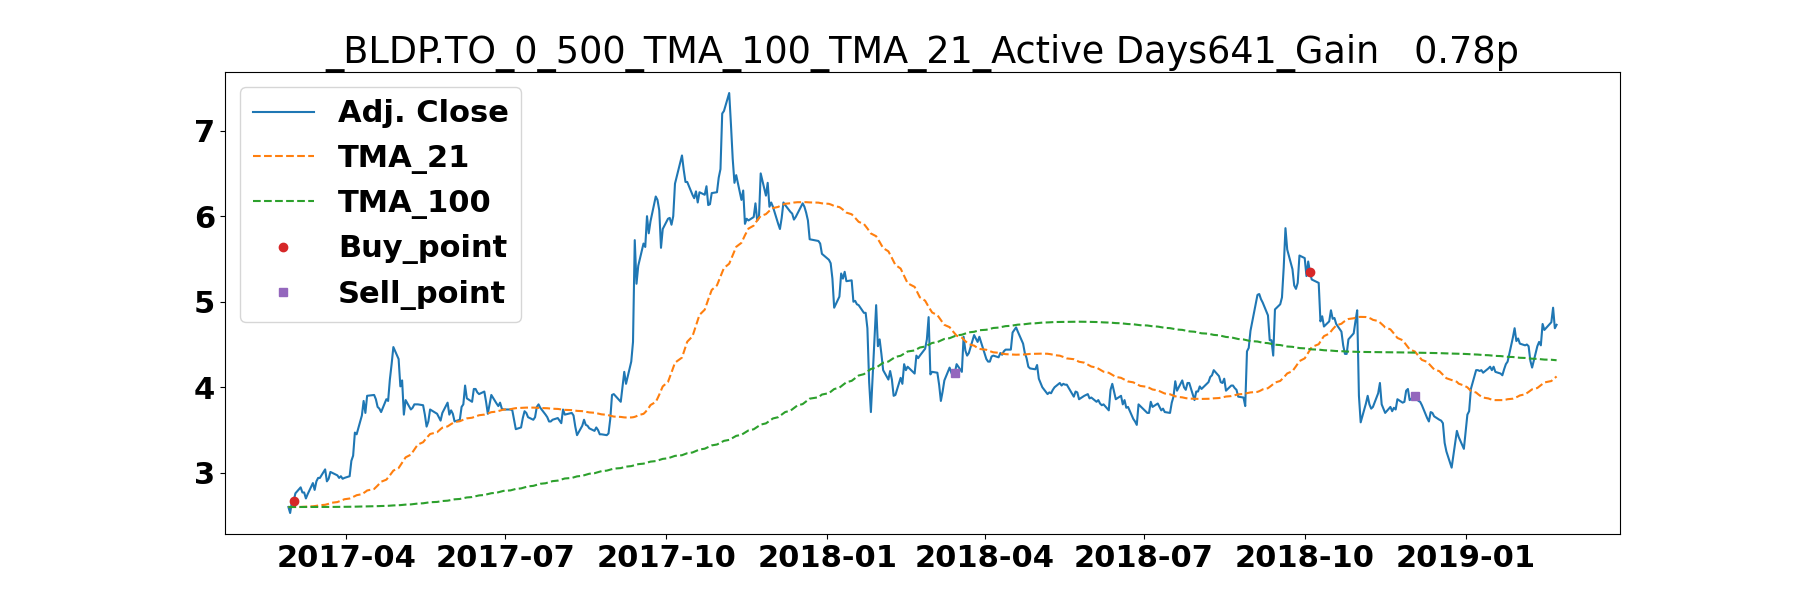 _BLDP.TO_0_500_TMA_100_TMA_21_Active Days641_Gain   0.78p
Adj. Close
TMA_21
TMA_100
Buy_point
Sell_point
7
6
5
4
3
2017-04 2017-07 2017-10 2018-01 2018-04 2018-07 2018-10 2019-01